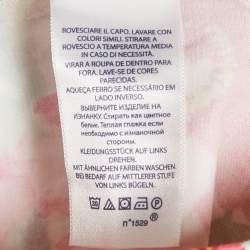 ROVESCIARE IL CAPO. LAVARE CON
COLORI SIMILI. STIRARE A
ROVESCIO A TEMPERATURA MEDIA
IN CASO DI NECESSITÀ.
VIRAR A ROUPA DE DENTRO PARA
FORA. LAVE-SE DE CORES
PARECIDAS.
AQUEÇA FERRO SE NECESSÁRIO EM
LADO INVERSO.
ВЫВЕРНИТЕ ИЗДЕЛИЕ НА
ИЗНАНКУ. Стирать как цветное
белье. Теплая глажка если
необходимо с изнаночной
стороны.
KLEIDUNGSSTÜCK AUF LINKS
DREHEN.
MIT ÄHNLICHEN FARBEN WASCHEN.
BEI BEDARF AUF MITTLERER STUFE
VON LINKS BÜGELN.
30
n°1529